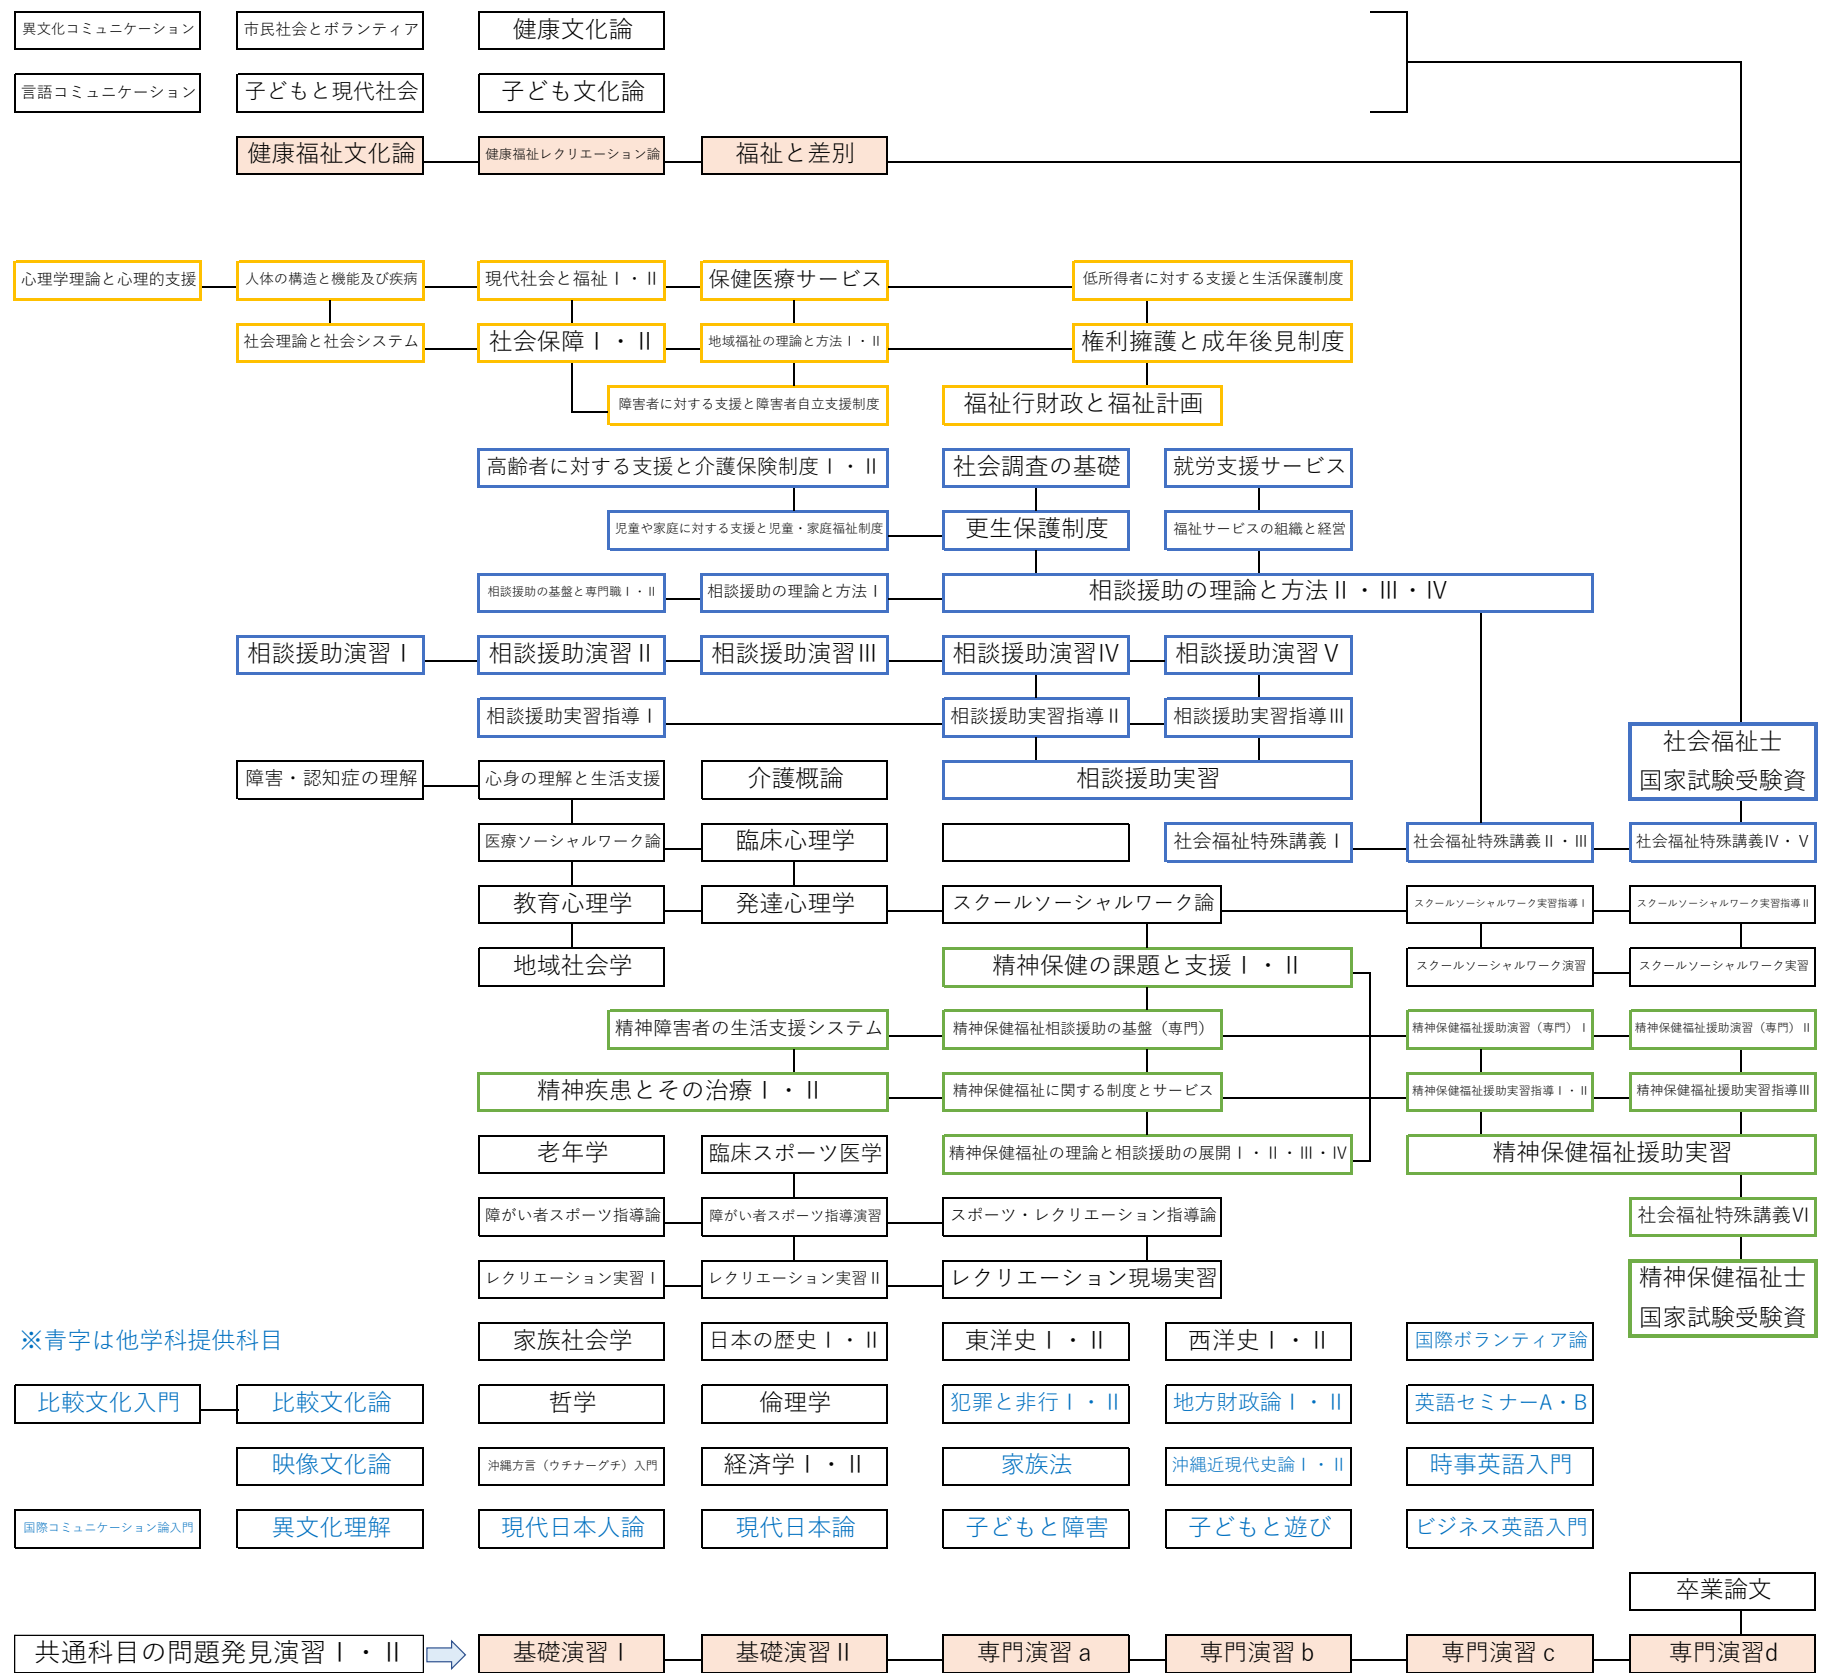 異文化コミュニケーション
市民社会とボランティア
健康文化論
言語コミュニケーション
子どもと現代社会
子ども文化論
健康福祉文化論
健康福祉レクリエーション論
福祉と差別
心理学理論と心理的支援
人体の構造と機能及び疾病
現代社会と福祉Ⅰ・Ⅱ
保健医療サービス
低所得者に対する支援と生活保護制度
社会理論と社会システム
社会保障Ⅰ・Ⅱ
地域福祉の理論と方法Ⅰ・Ⅱ
権利擁護と成年後見制度
障害者に対する支援と障害者自立支援制度
福祉行財政と福祉計画
高齢者に対する支援と介護保険制度Ⅰ・Ⅱ
社会調査の基礎
就労支援サービス
児童や家庭に対する支援と児童・家庭福祉制度
更生保護制度
福祉サービスの組織と経営
相談援助の基盤と専門職Ⅰ・Ⅱ
相談援助の理論と方法Ⅰ
相談援助の理論と方法Ⅱ・Ⅲ・Ⅳ
相談援助演習Ⅰ
相談援助演習Ⅱ
相談援助演習Ⅲ
相談援助演習Ⅳ
相談援助演習Ⅴ
相談援助実習指導Ⅰ
相談援助実習指導Ⅱ
相談援助実習指導Ⅲ
社会福祉士
国家試験受験資
障害・認知症の理解
心身の理解と生活支援
介護概論
相談援助実習
医療ソーシャルワーク論
臨床心理学
社会福祉特殊講義Ⅰ
社会福祉特殊講義Ⅱ・Ⅲ
社会福祉特殊講義Ⅳ・Ⅴ
教育心理学
発達心理学
スクールソーシャルワーク論
スクールソーシャルワーク実習指導Ⅰ
スクールソーシャルワーク実習指導Ⅱ
地域社会学
精神保健の課題と支援Ⅰ・Ⅱ
スクールソーシャルワーク演習
スクールソーシャルワーク実習
精神障害者の生活支援システム
精神保健福祉相談援助の基盤（専門）
精神保健福祉援助演習（専門）Ⅰ
精神保健福祉援助演習（専門）Ⅱ
精神疾患とその治療Ⅰ・Ⅱ
精神保健福祉に関する制度とサービス
精神保健福祉援助実習指導Ⅰ・Ⅱ
精神保健福祉援助実習指導Ⅲ
老年学
臨床スポーツ医学
精神保健福祉の理論と相談援助の展開Ⅰ・Ⅱ・Ⅲ・Ⅳ
精神保健福祉援助実習
障がい者スポーツ指導論
障がい者スポーツ指導演習
スポーツ・レクリエーション指導論
社会福祉特殊講義Ⅵ
レクリエーション実習Ⅰ
レクリエーション実習Ⅱ
レクリエーション現場実習
精神保健福祉士
国家試験受験資
※青字は他学科提供科目
家族社会学
日本の歴史Ⅰ・Ⅱ
東洋史Ⅰ・Ⅱ
西洋史Ⅰ・Ⅱ
国際ボランティア論
比較文化入門
比較文化論
哲学
倫理学
犯罪と非行Ⅰ・Ⅱ
地方財政論Ⅰ・Ⅱ
英語セミナーA・B
映像文化論
沖縄方言（ウチナーグチ）入門
経済学Ⅰ・Ⅱ
家族法
沖縄近現代史論Ⅰ・Ⅱ
時事英語入門
国際コミュニケーション論入門
異文化理解
現代日本人論
現代日本論
子どもと障害
子どもと遊び
ビジネス英語入門
卒業論文
共通科目の問題発見演習Ⅰ・Ⅱ
基礎演習Ⅰ
基礎演習Ⅱ
専門演習a
専門演習b
専門演習c
専門演習d